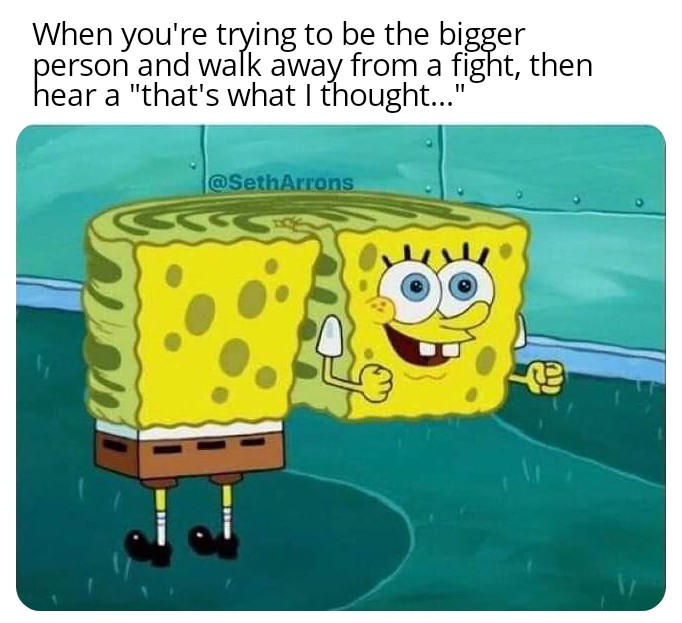 When you're trying to be the bigger
person and walk away from a fight, then
hear a "that's what I thought..."
@SethArrons